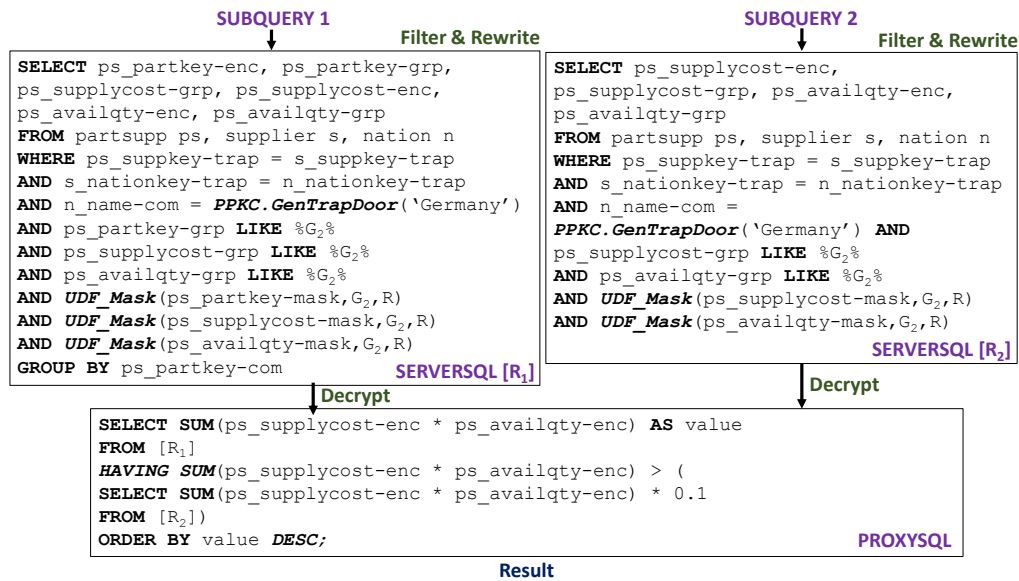 SUBQUERY 1
Filter & Rewrite
SELECT ps_partkey-enc, ps_partkey-grp,
ps_supplycost-grp, ps_supplycost-enc,
ps_availqty-enc, ps_availqty-grp
FROM partsupp ps, supplier s, nation n
WHERE ps_suppkey-trap = s_suppkey-trap
AND s_nationkey-trap = n_nationkey-trap
AND n_name-com = PPKC.GenTrapDoor(‘Germany’)
AND ps_partkey-grp LIKE %G₂%
AND ps_supplycost-grp LIKE %G₂%
AND ps_availqty-grp LIKE %G₂%
AND UDF_Mask(ps_partkey-mask,G₂,R)
AND UDF_Mask(ps_supplycost-mask,G₂,R)
AND UDF_Mask(ps_availqty-mask,G₂,R)
GROUP BY ps_partkey-com
SERVERSQL [R₁]
SUBQUERY 2
Filter & Rewrite
SELECT ps_supplycost-enc,
ps_supplycost-grp, ps_availqty-enc,
ps_availqty-grp
FROM partsupp ps, supplier s, nation n
WHERE ps_suppkey-trap = s_suppkey-trap
AND s_nationkey-trap = n_nationkey-trap
AND n_name-com =
PPKC.GenTrapDoor(‘Germany’) AND
ps_supplycost-grp LIKE %G₂%
AND ps_availqty-grp LIKE %G₂%
AND UDF_Mask(ps_supplycost-mask,G₂,R)
AND UDF_Mask(ps_availqty-mask,G₂,R)
SERVERSQL [R₂]
Decrypt
Decrypt
SELECT SUM(ps_supplycost-enc * ps_availqty-enc) AS value
FROM [R₁]
HAVING SUM(ps_supplycost-enc * ps_availqty-enc) > (
SELECT SUM(ps_supplycost-enc * ps_availqty-enc) * 0.1
FROM [R₂])
ORDER BY value DESC;
PROXYSQL
Result